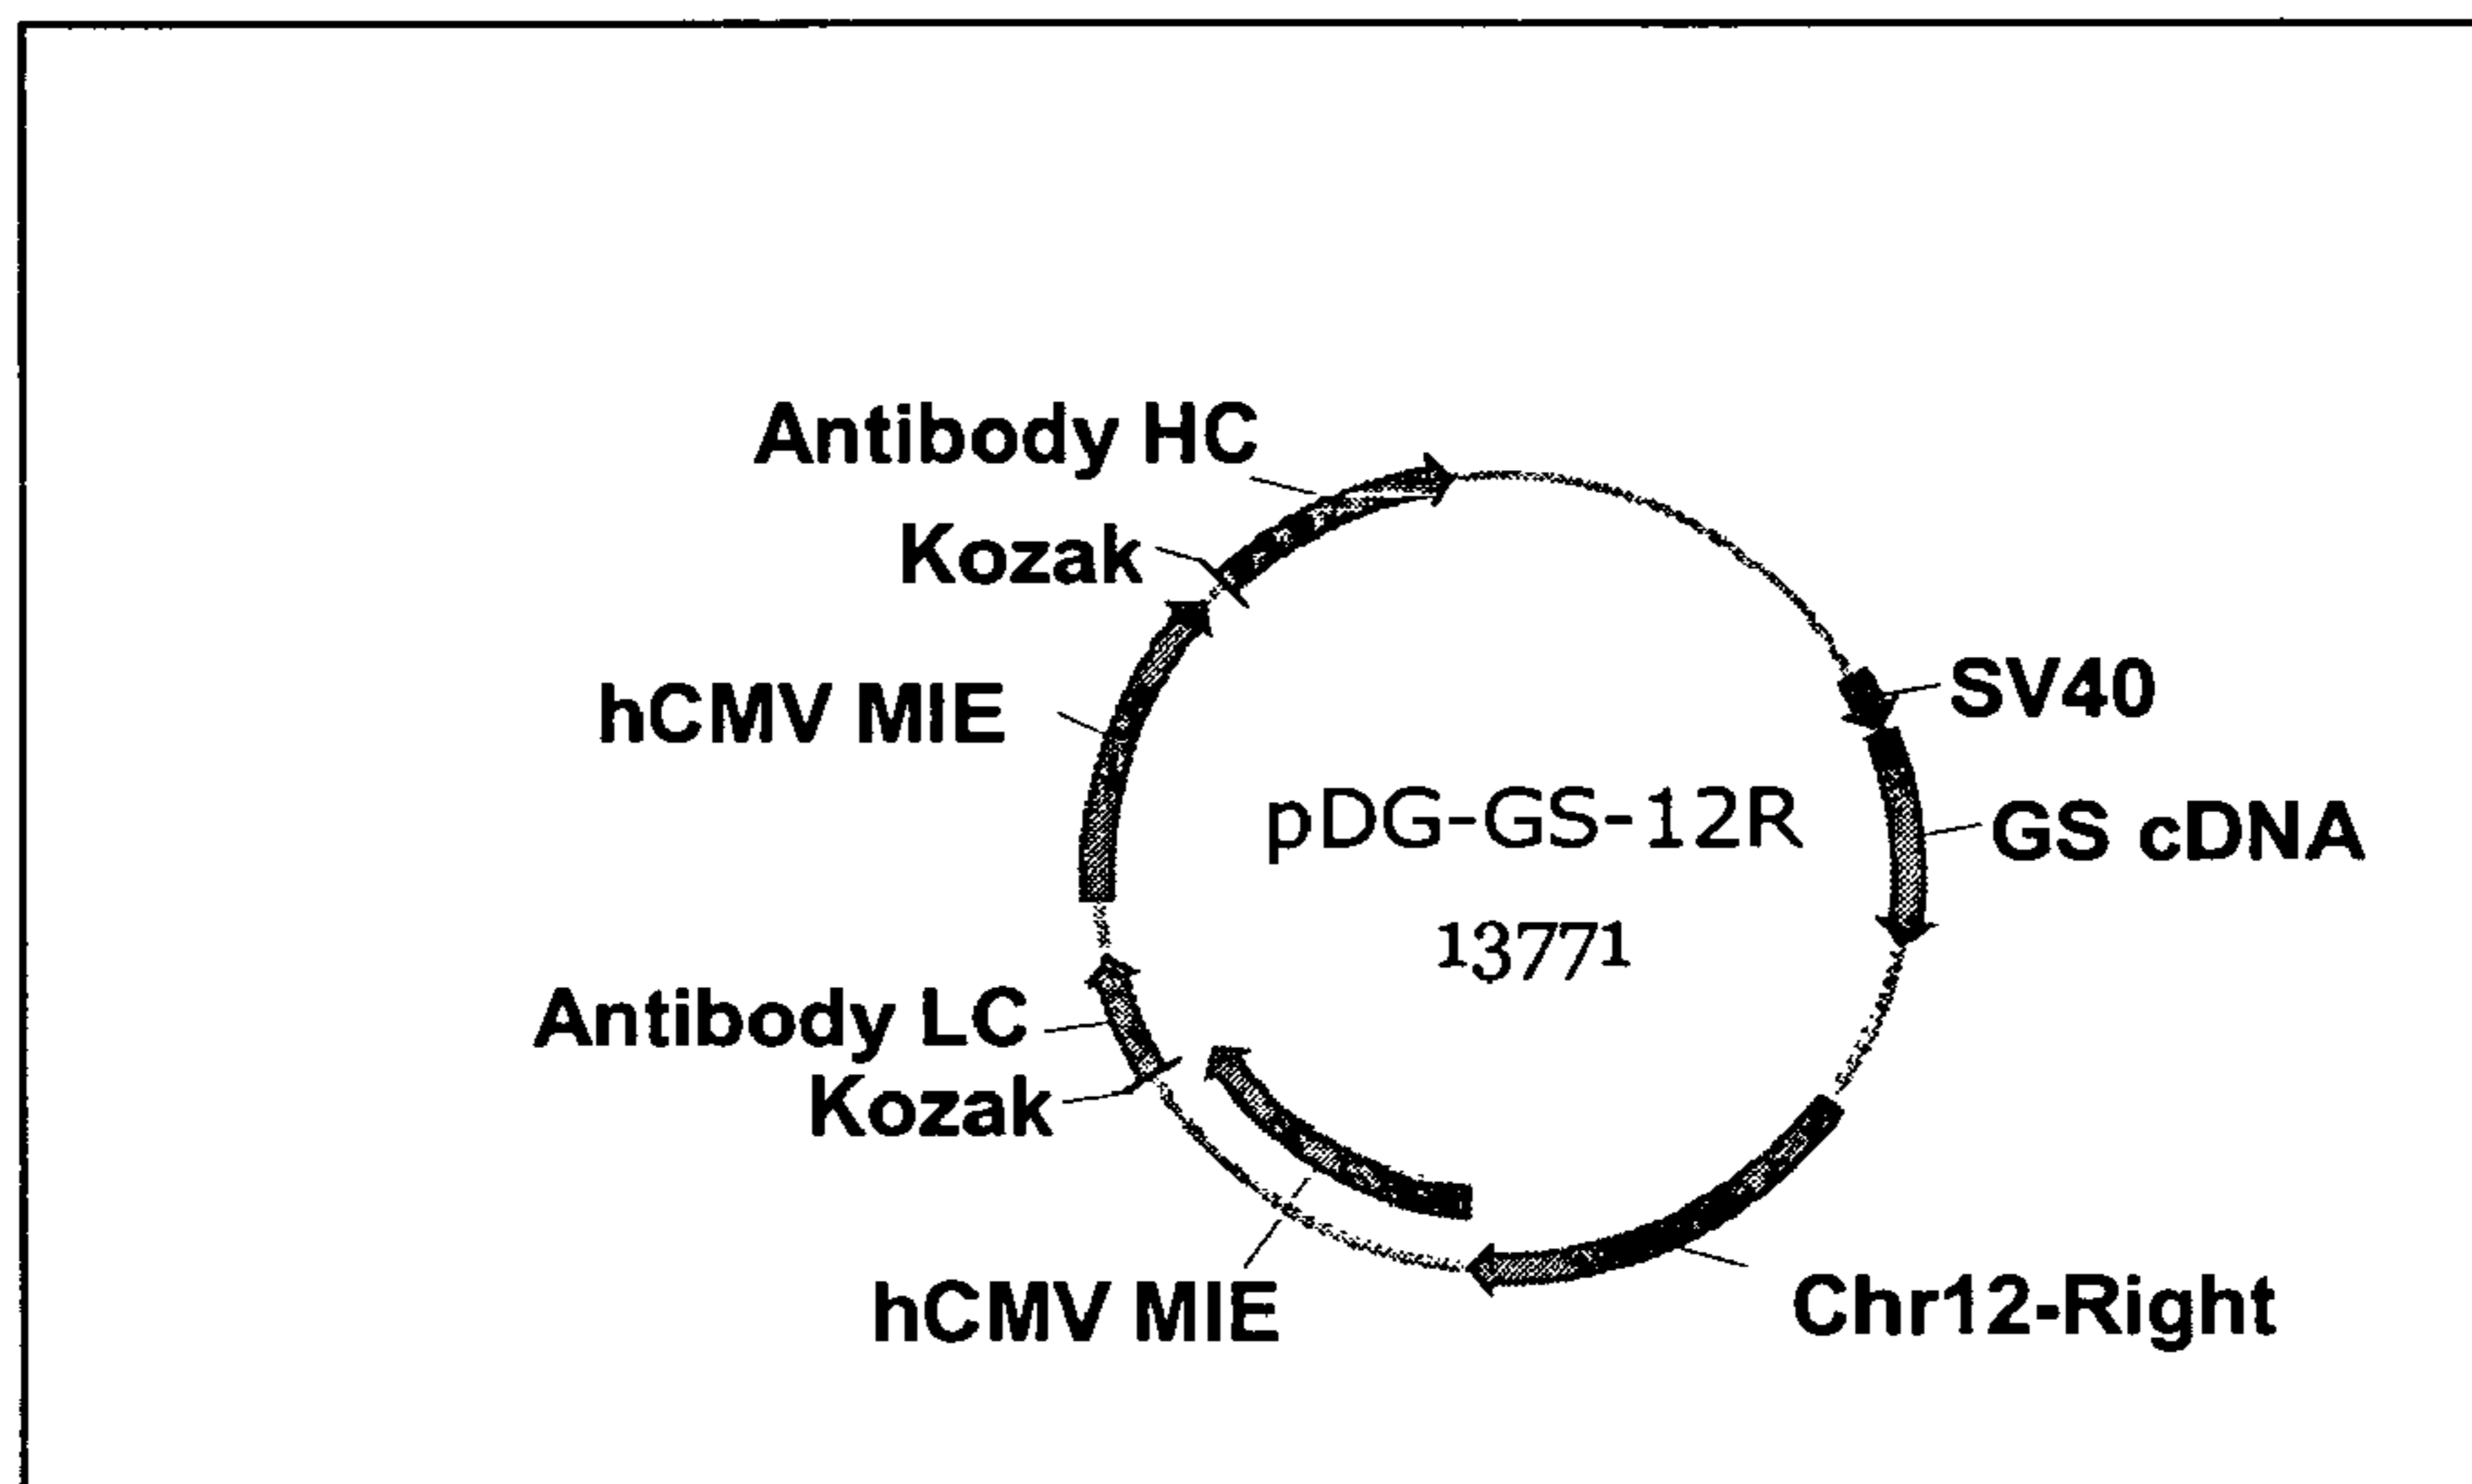 Antibody HC
Kozak
hCMV MIE
SV40
pDG-GS-12R
13771
GS cDNA
Antibody LC
Kozak
hCMV MIE
Chr12-Right